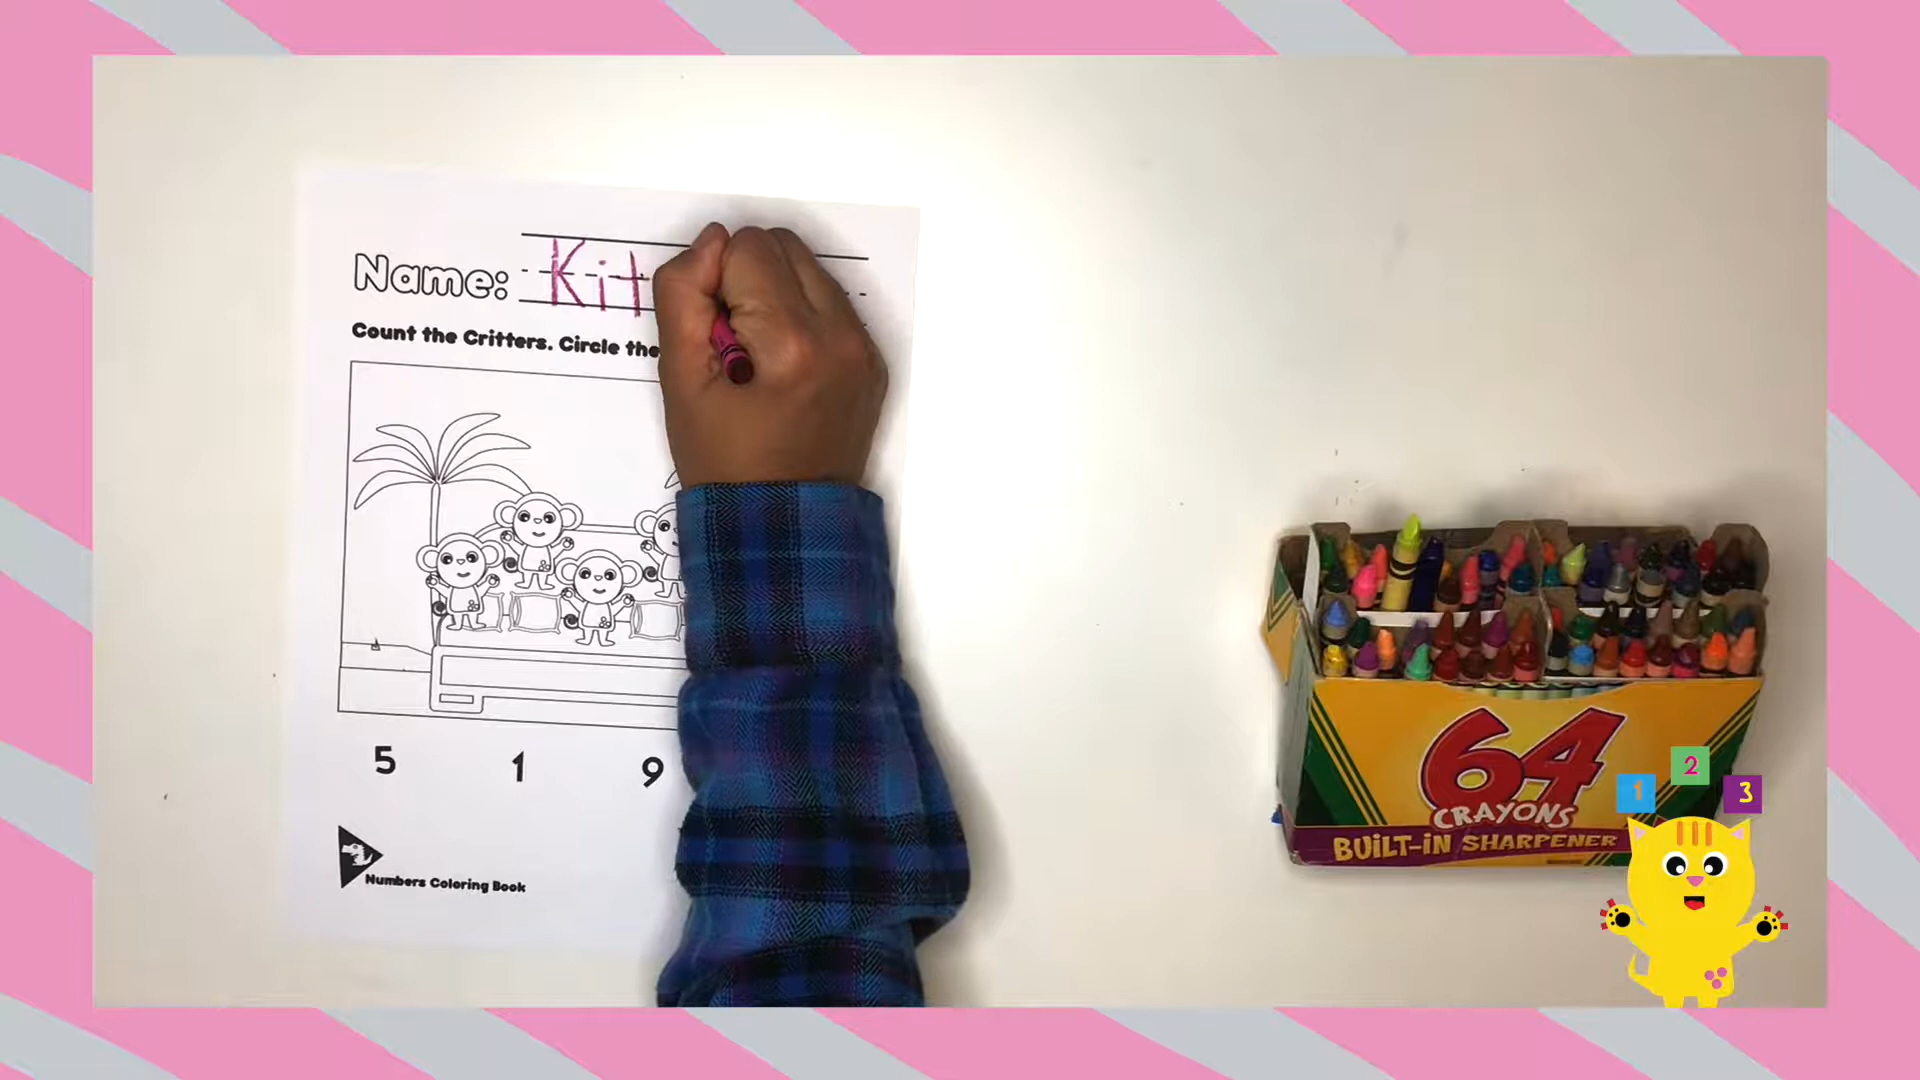 Name: Kit
Count the Critters. Circle the
5 1 9
Numbers Coloring Book
64
CRAYONS
BUILT-IN SHARPENER
1 2 3